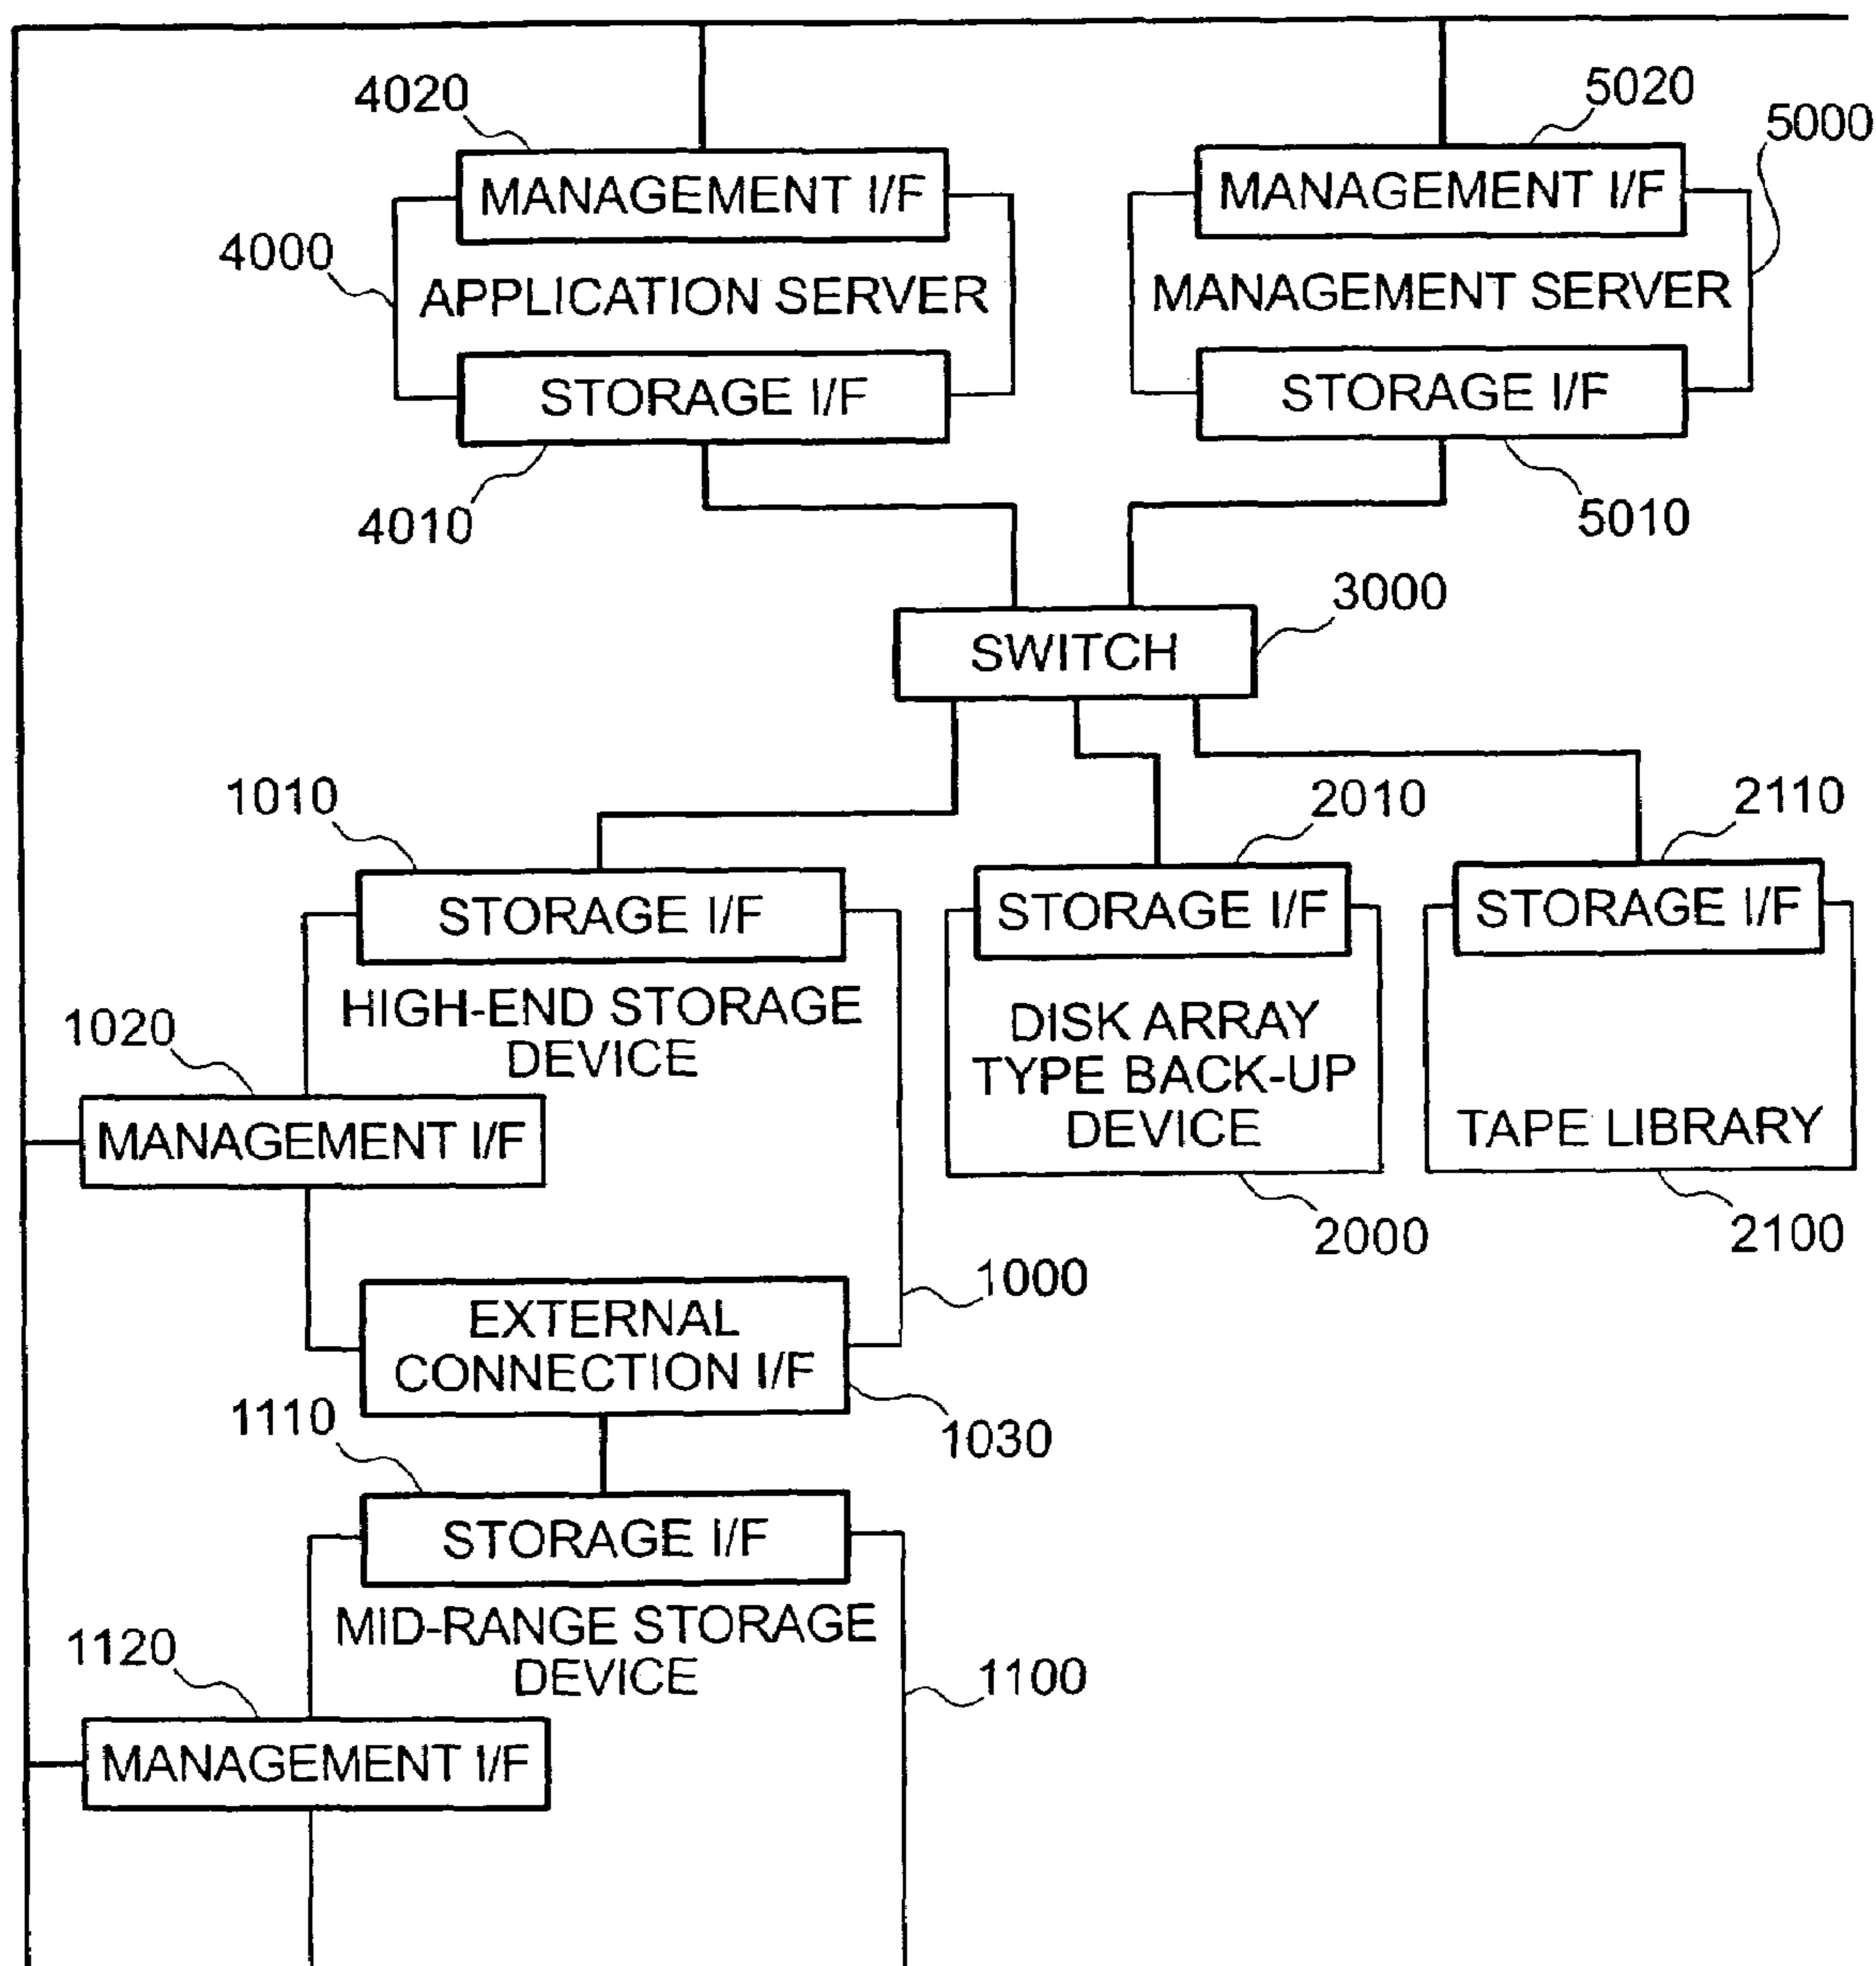 4020
5020
5000
MANAGEMENT I/F
MANAGEMENT I/F
4000
APPLICATION SERVER
MANAGEMENT SERVER
STORAGE I/F
STORAGE I/F
4010
5010
3000
SWITCH
1010
2010
2110
STORAGE I/F
STORAGE I/F
STORAGE I/F
HIGH-END STORAGE
DEVICE
DISK ARRAY
TYPE BACK-UP
DEVICE
1020
TAPE LIBRARY
MANAGEMENT I/F
2000
2100
1000
EXTERNAL
CONNECTION I/F
1110
1030
STORAGE I/F
MID-RANGE STORAGE
DEVICE
1120
1100
MANAGEMENT I/F